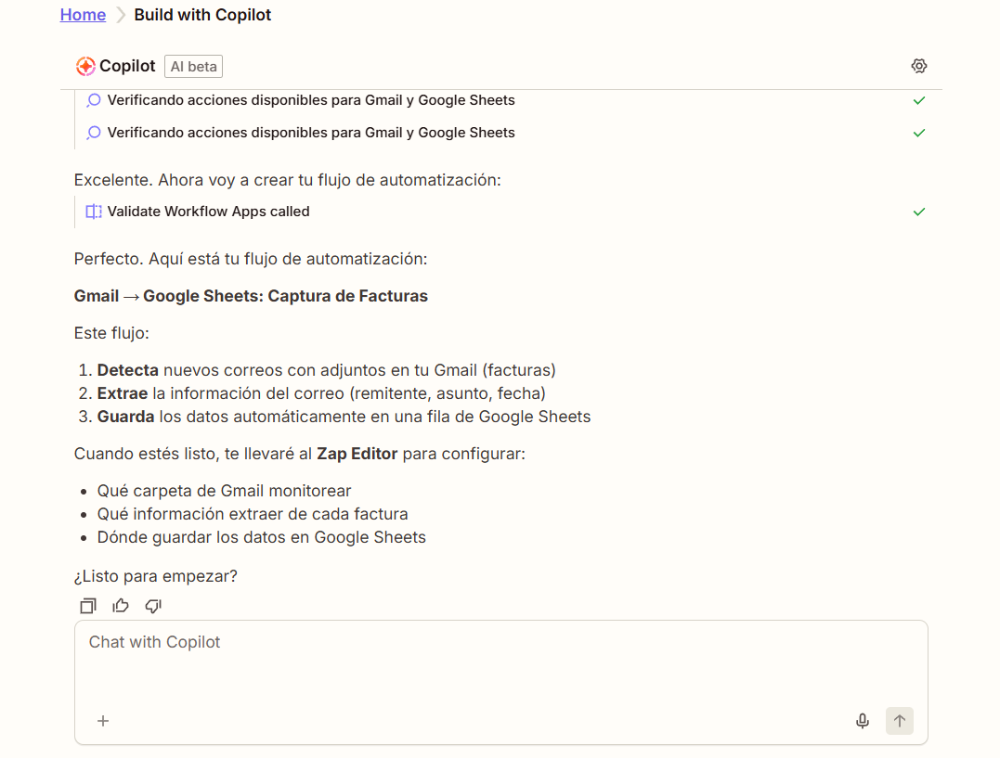 Home > Build with Copilot
Copilot AI beta
Verificando acciones disponibles para Gmail y Google Sheets
Verificando acciones disponibles para Gmail y Google Sheets
Excelente. Ahora voy a crear tu flujo de automatización:
Validate Workflow Apps called
Perfecto. Aquí está tu flujo de automatización:
Gmail → Google Sheets: Captura de Facturas
Este flujo:
1. Detecta nuevos correos con adjuntos en tu Gmail (facturas)
2. Extrae la información del correo (remitente, asunto, fecha)
3. Guarda los datos automáticamente en una fila de Google Sheets
Cuando estés listo, te llevaré al Zap Editor para configurar:
• Qué carpeta de Gmail monitorear
• Qué información extraer de cada factura
• Dónde guardar los datos en Google Sheets
¿Listo para empezar?
Chat with Copilot